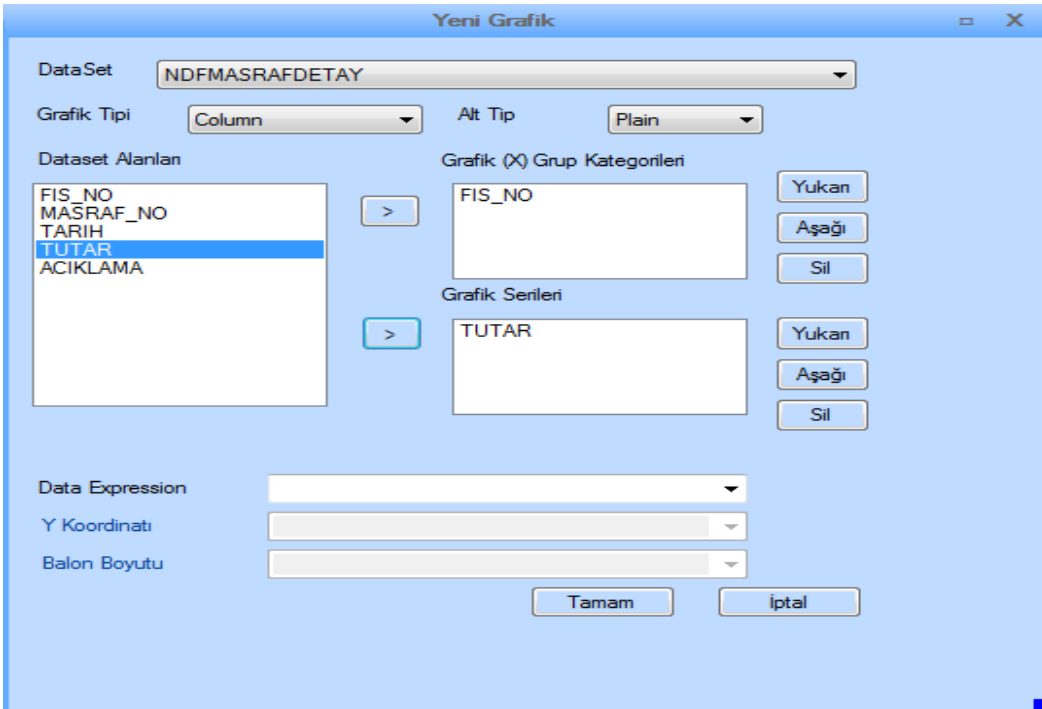 Yeni Grafik
DataSet NDFMASRAFDETAY
Grafik Tipi Column Alt Tip Plain
Dataset Alanları
FIS_NO
MASRAF_NO
TARIH
TUTAR
ACIKLAMA
>
>
Grafik (X) Grup Kategorileri
FIS_NO
Yukarı
Aşağı
Sil
Grafik Serileri
TUTAR
Yukarı
Aşağı
Sil
Data Expression
Y Koordinatı
Balon Boyutu
Tamam İptal